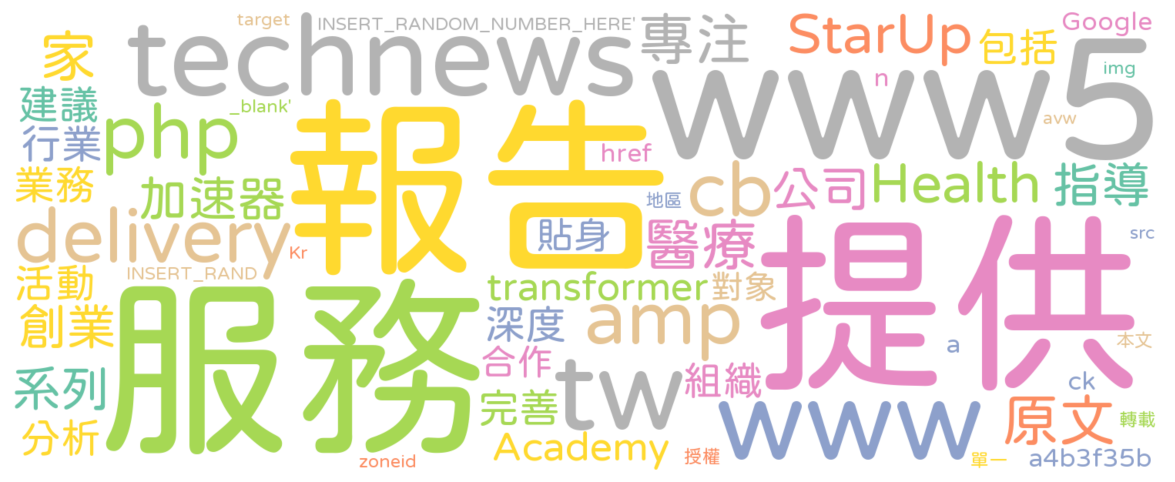 target
INSERT_RANDOM_NUMBER_HERE'
technews
專注
StarUp
包括
Google
家
www
n
5
img
建議
_blank'
php
avw
行業
報告
href
業務
加速器
地區
cb
公司
Health
指導
delivery
貼身
醫療
提供
src
Kr
INSERT_RAND
活動
服務
transformer
對象
創業
深度
amp
a
本文
系列
合作
tw
組織
ck
完善
www
原文
轉載
分析
Academy
zoneid
授權
單一
a4b3f35b